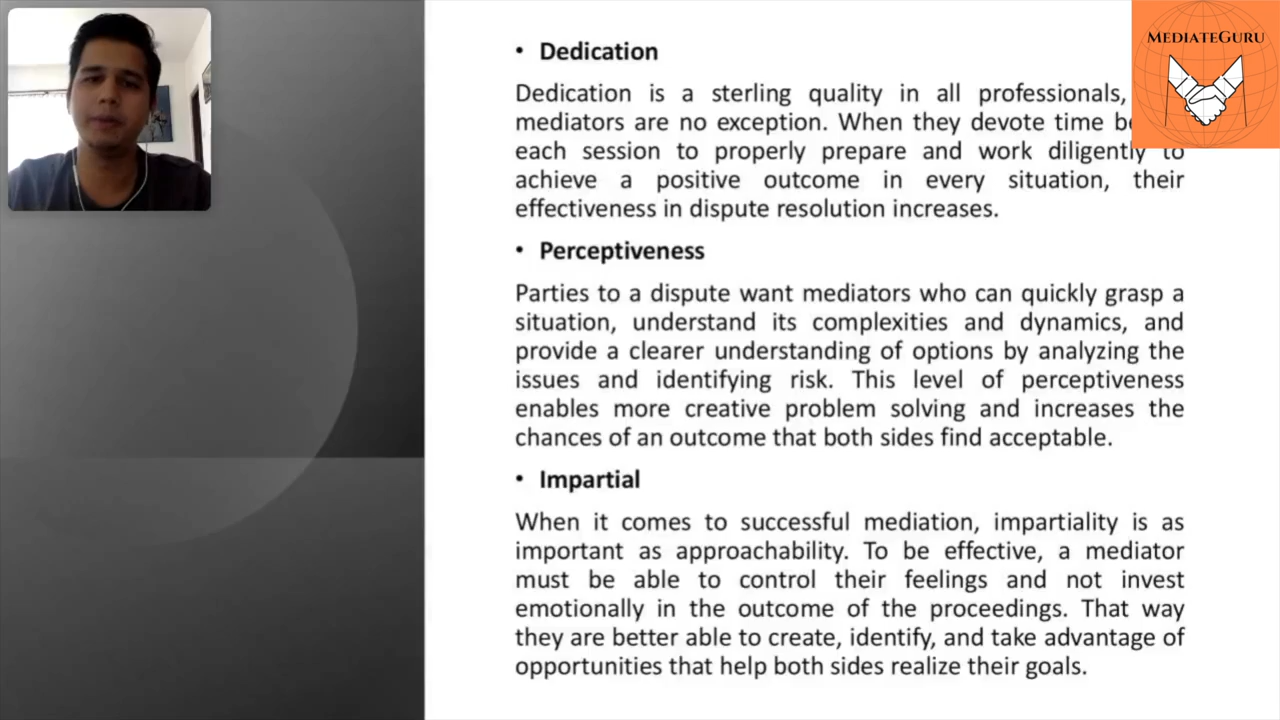 • Dedication
Dedication is a sterling quality in all professionals,
mediators are no exception. When they devote time
each session to properly prepare and work diligently to
achieve a positive outcome in every situation, their
effectiveness in dispute resolution increases.
• Perceptiveness
Parties to a dispute want mediators who can quickly grasp a
situation, understand its complexities and dynamics, and
provide a clearer understanding of options by analyzing the
issues and identifying risk. This level of perceptiveness
enables more creative problem solving and increases the
chances of an outcome that both sides find acceptable.
• Impartial
When it comes to successful mediation, impartiality is as
important as approachability. To be effective, a mediator
must be able to control their feelings and not invest
emotionally in the outcome of the proceedings. That way
they are better able to create, identify, and take advantage of
opportunities that help both sides realize their goals.
MEDIATEGURU